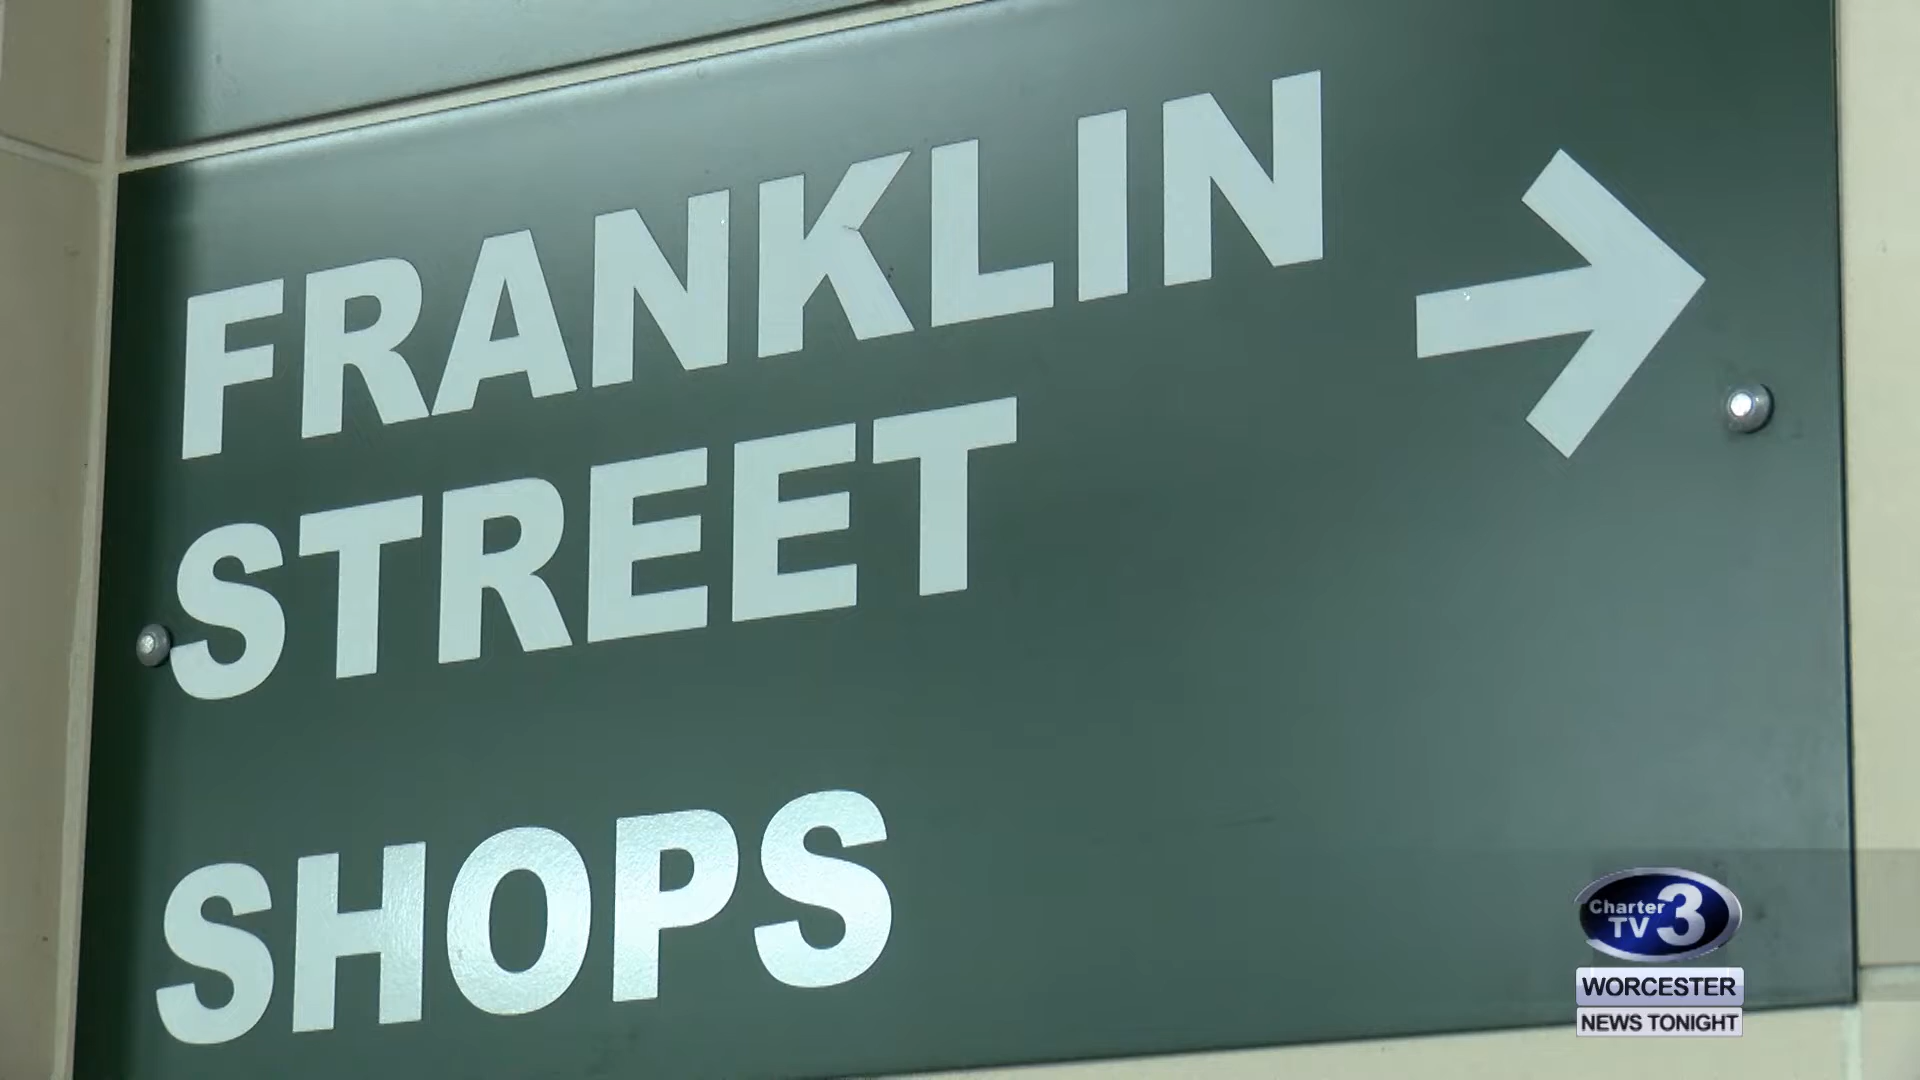 FRANKLIN
STREET
SHOPS
Charter
TV 3
WORCESTER
NEWS TONIGHT